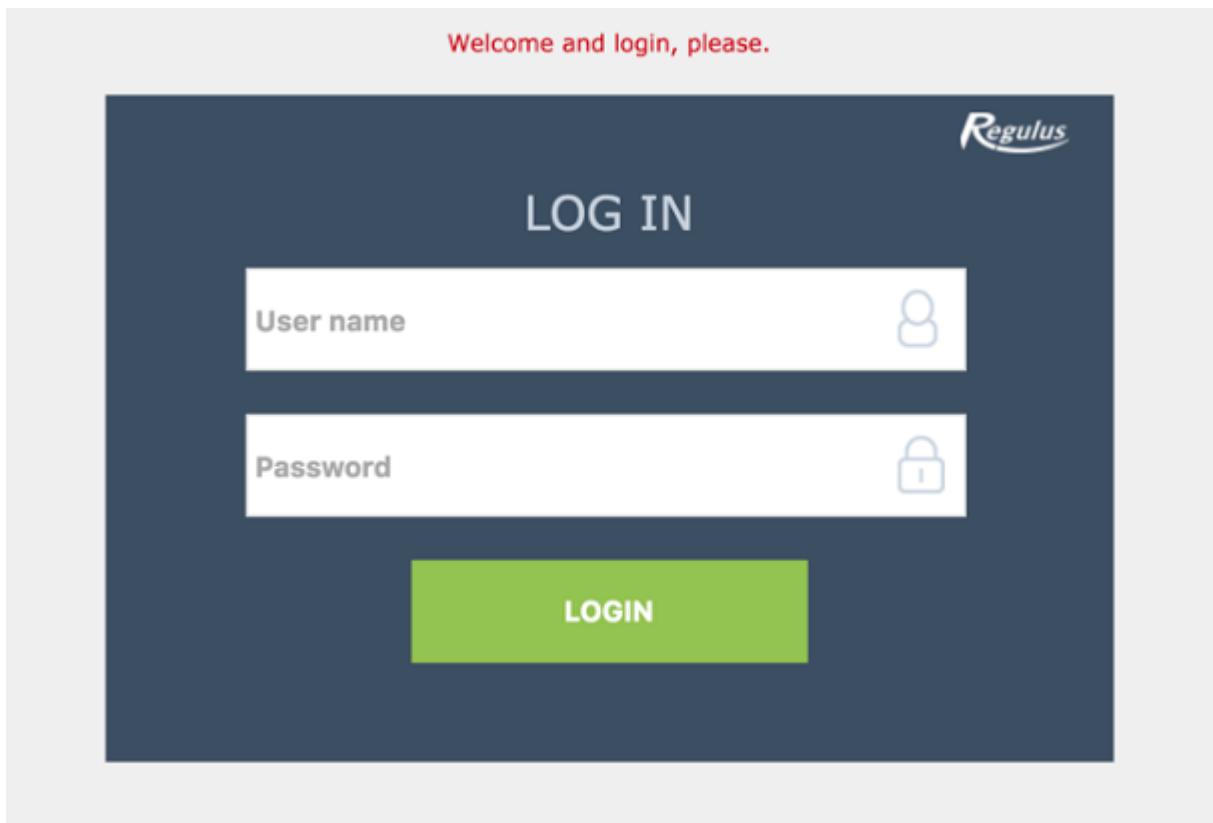 Welcome and login, please.
Regulus
LOG IN
User name
Password
LOGIN